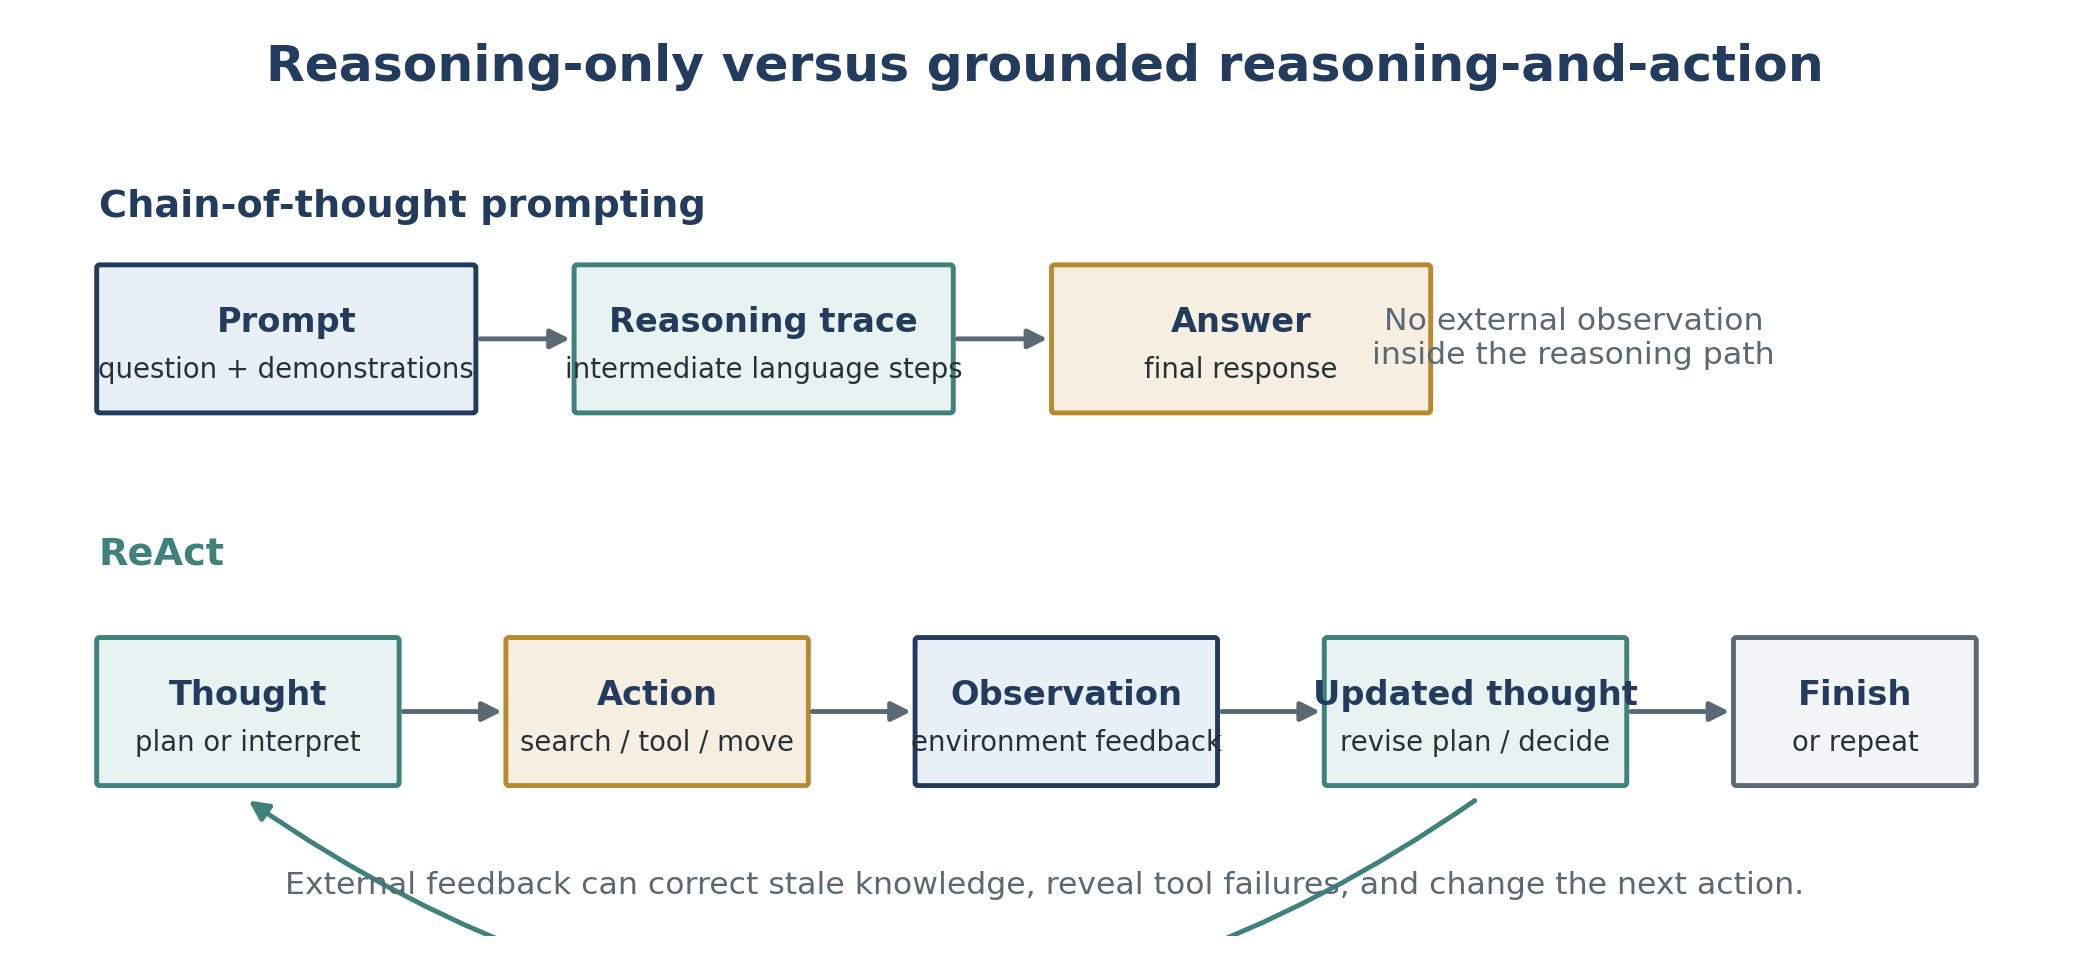 Reasoning-only versus grounded reasoning-and-action
Chain-of-thought prompting
Prompt
question + demonstrations
Reasoning trace
intermediate language steps
Answer
final response
No external observation
inside the reasoning path
ReAct
Thought
plan or interpret
Action
search / tool / move
Observation
environment feedback
Updated thought
revise plan / decide
Finish
or repeat
External feedback can correct stale knowledge, reveal tool failures, and change the next action.